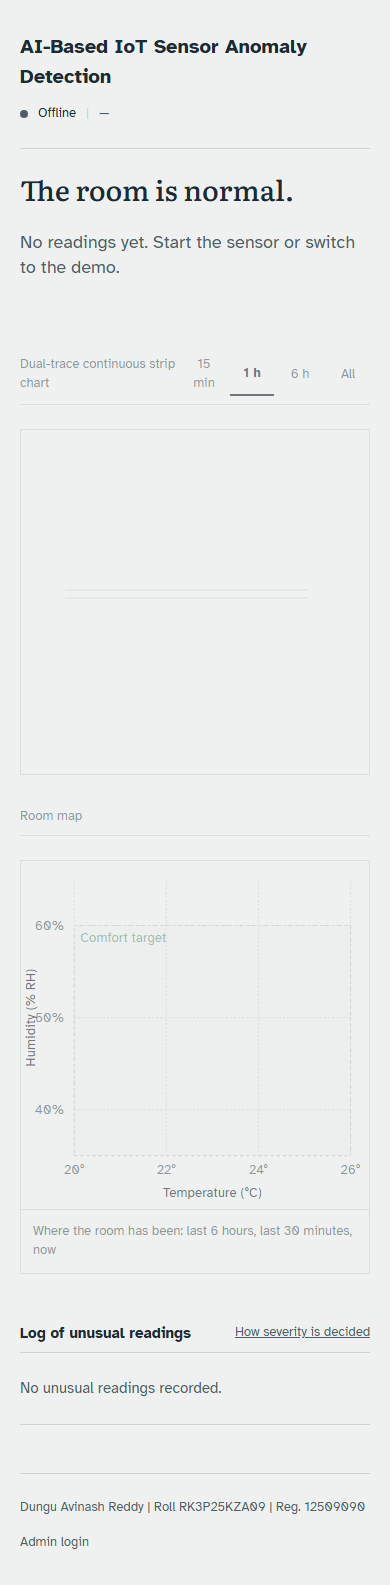 AI-Based IoT Sensor Anomaly
Detection
Offline | —
The room is normal.
No readings yet. Start the sensor or switch
to the demo.
Dual-trace continuous strip
chart
15
min
1 h
6 h
All
Room map
60%
Comfort target
50%
40%
Humidity (% RH)
20° 22° 24° 26°
Temperature (°C)
Where the room has been: last 6 hours, last 30 minutes,
now
Log of unusual readings
How severity is decided
No unusual readings recorded.
Dungu Avinash Reddy | Roll RK3P25KZA09 | Reg. 12509090
Admin login